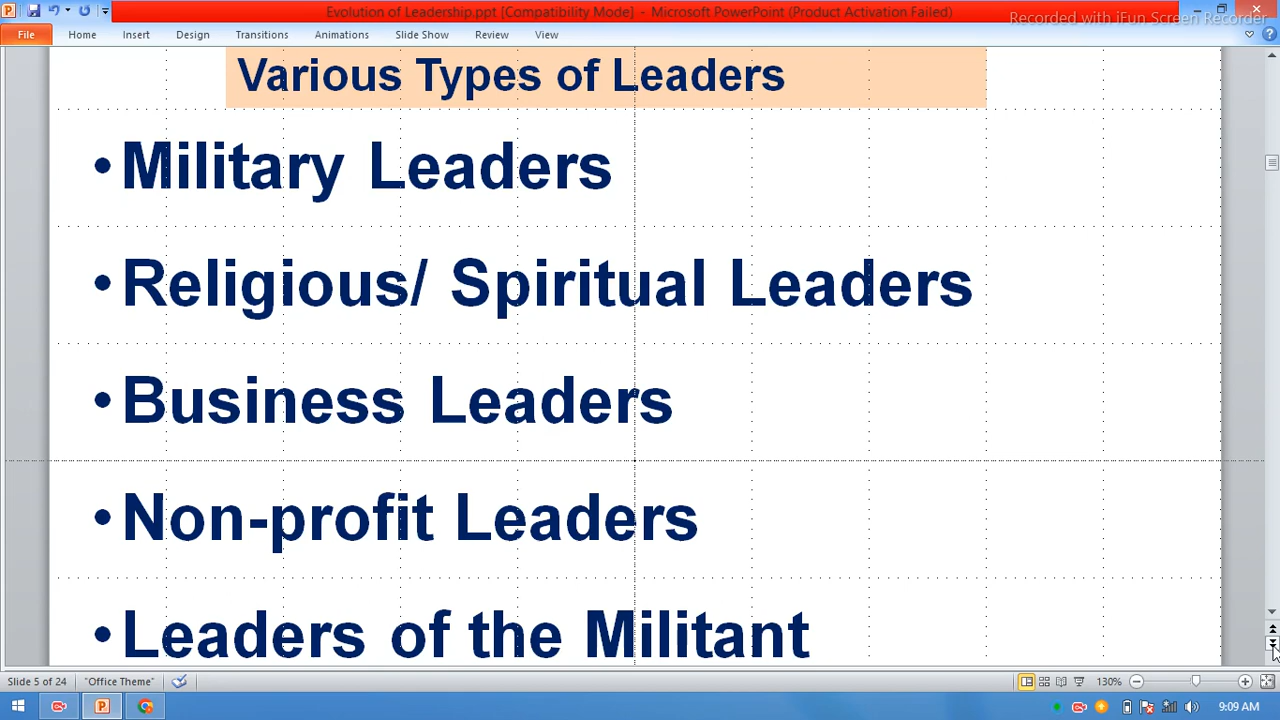 Evolution of Leadership.ppt [Compatibility Mode] - Microsoft PowerPoint (Product Activation Failed)
Recorded with iFun Screen Recorder
File Home Insert Design Transitions Animations Slide Show Review View
Various Types of Leaders
•Military Leaders
•Religious/ Spiritual Leaders
•Business Leaders
•Non-profit Leaders
•Leaders of the Militant
Slide 5 of 24 "Office Theme" 130%
9:09 AM